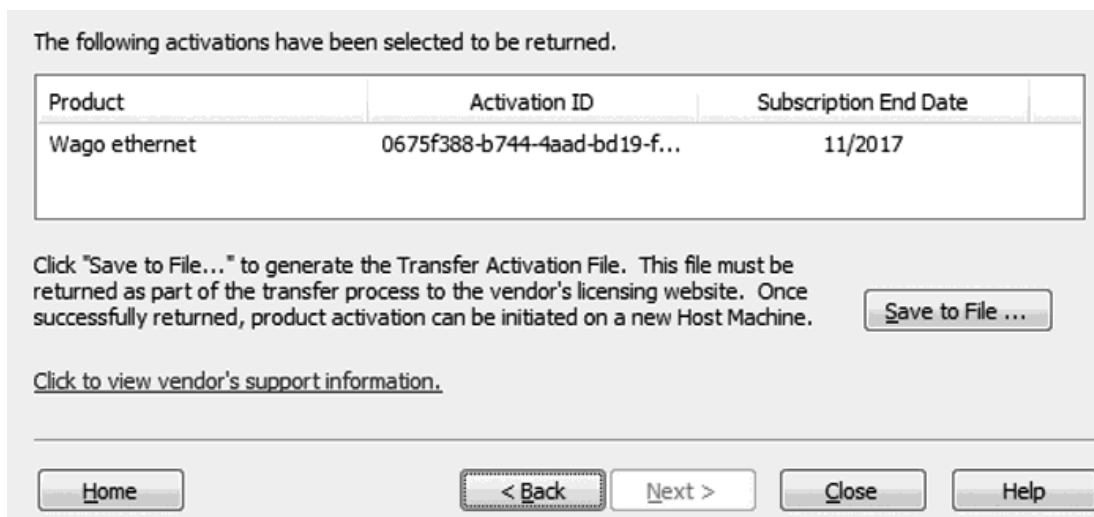 The following activations have been selected to be returned.
Product Activation ID Subscription End Date
Wago ethernet 0675f388-b744-4aad-bd19-f... 11/2017
Click "Save to File..." to generate the Transfer Activation File. This file must be
returned as part of the transfer process to the vendor's licensing website. Once
successfully returned, product activation can be initiated on a new Host Machine.
Save to File ...
Click to view vendor's support information.
Home < Back Next > Close Help